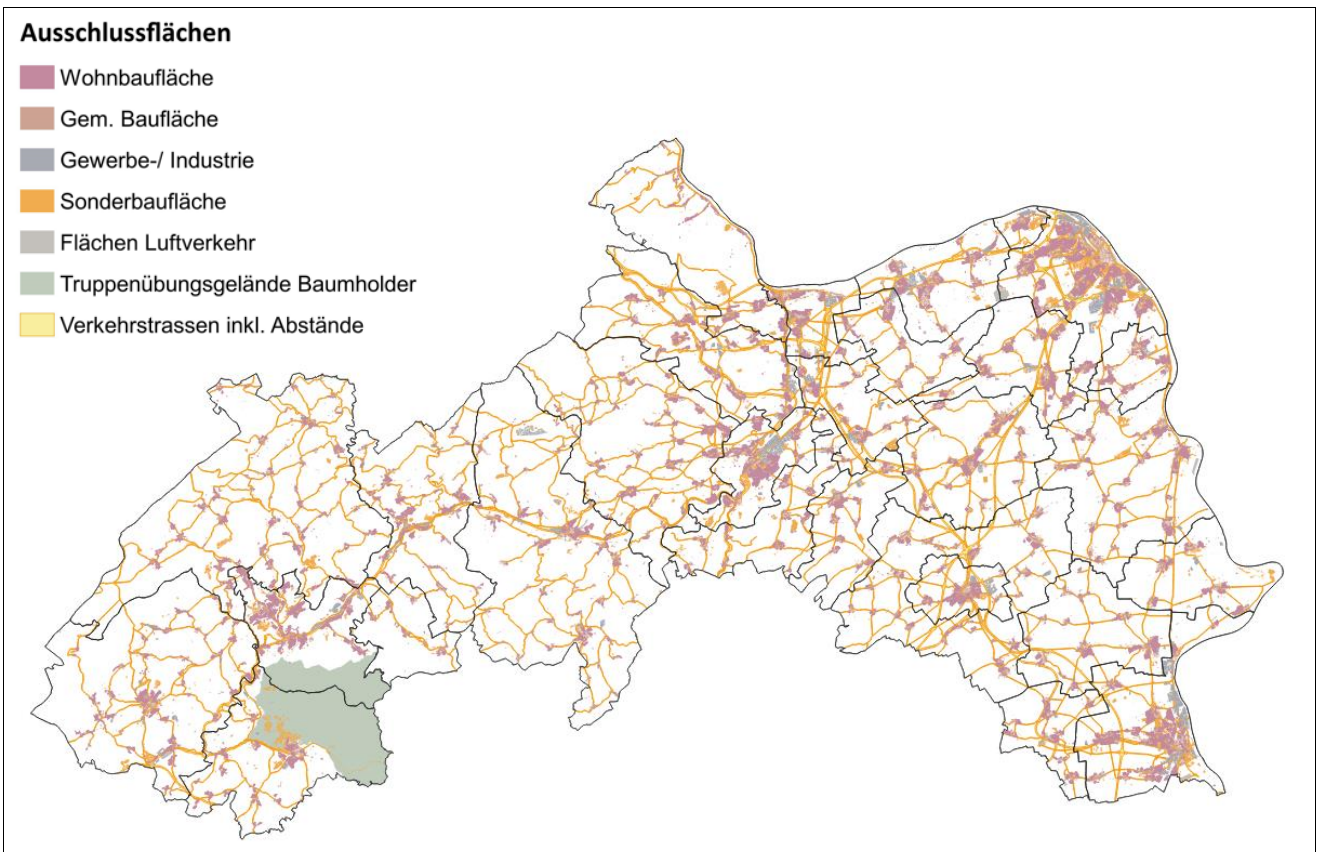 Ausschlussflächen
Wohnbaufläche
Gem. Baufläche
Gewerbe-/ Industrie
Sonderbaufläche
Flächen Luftverkehr
Truppenübungsgelände Baumholder
Verkehrstrassen inkl. Abstände